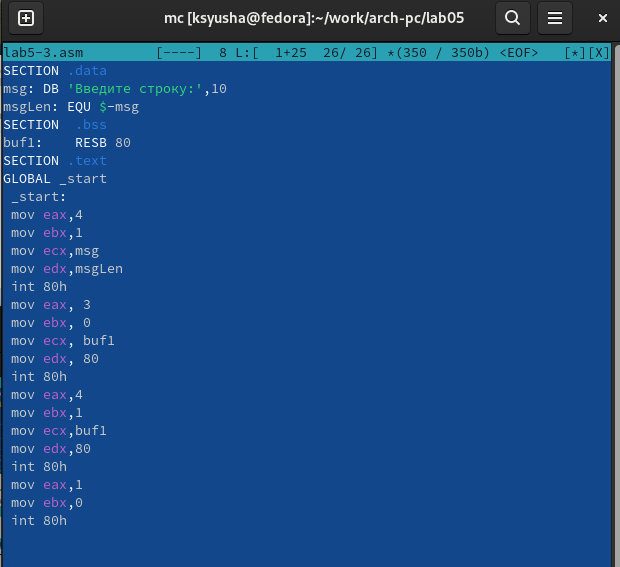 mc [ksyusha@fedora]:~/work/arch-pc/lab05
lab5-3.asm [----] 8 L:[ 1+25 26/ 26] *(350 / 350b) <EOF> [*][X]
SECTION .data
msg: DB 'Введите строку:',10
msgLen: EQU $-msg
SECTION .bss
buf1: RESB 80
SECTION .text
GLOBAL _start
_start:
mov eax,4
mov ebx,1
mov ecx,msg
mov edx,msgLen
int 80h
mov eax, 3
mov ebx, 0
mov ecx, buf1
mov edx, 80
int 80h
mov eax,4
mov ebx,1
mov ecx,buf1
mov edx,80
int 80h
mov eax,1
mov ebx,0
int 80h